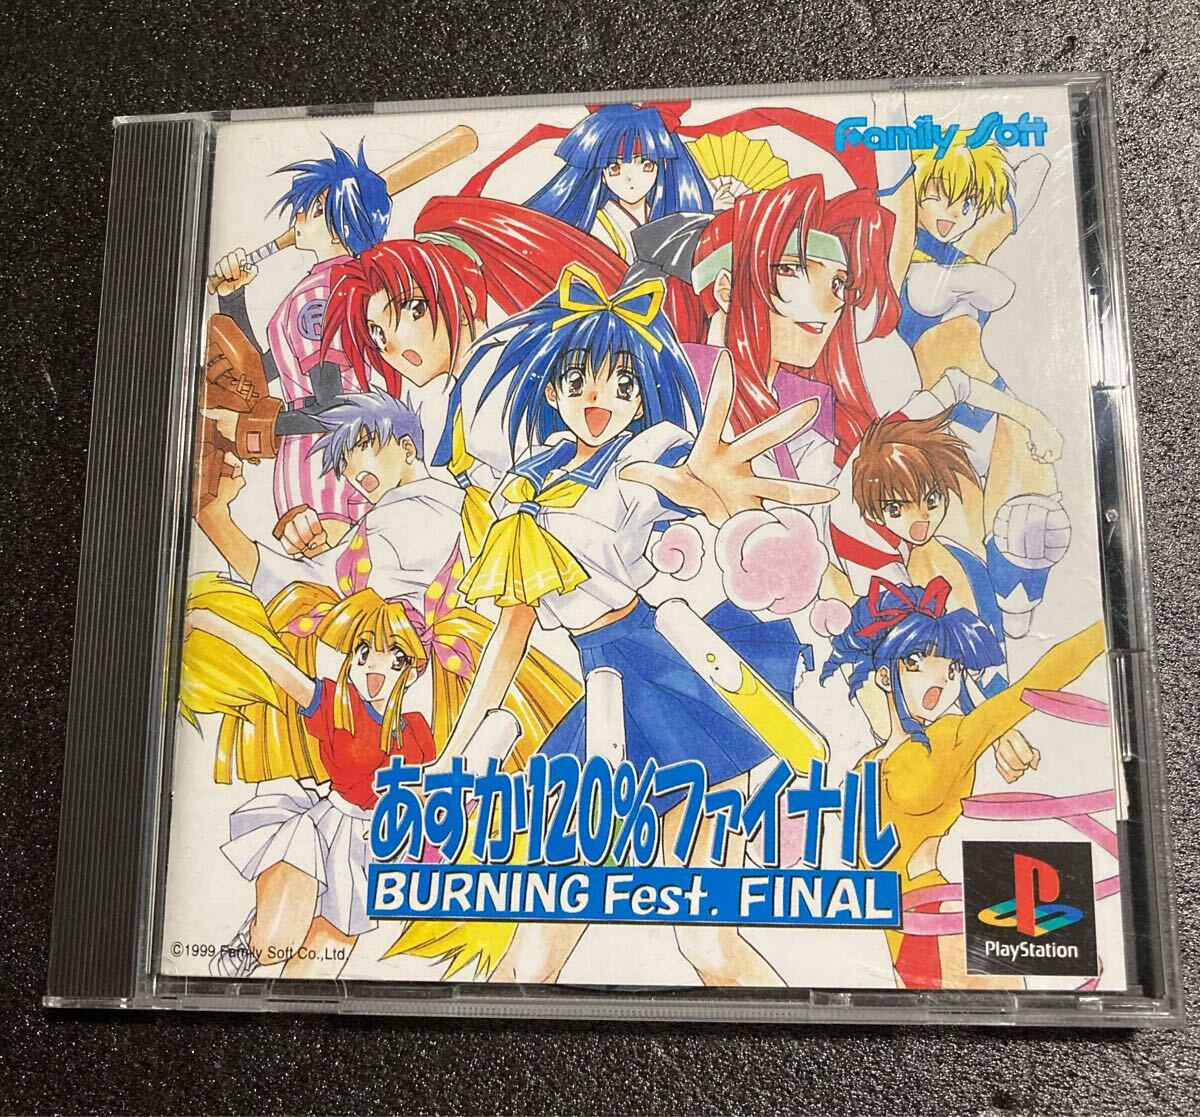 Family Soft
あすか120%ファイナル
BURNING Fest. FINAL
©1999 Family Soft Co.,Ltd.
PlayStation